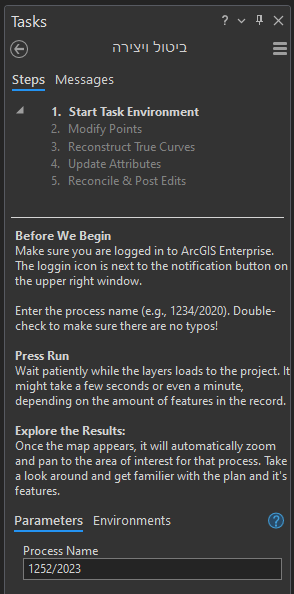 Tasks
ביטול ויצירה
Steps Messages
1. Start Task Environment
2. Modify Points
3. Reconstruct True Curves
4. Update Attributes
5. Reconcile & Post Edits
Before We Begin
Make sure you are logged in to ArcGIS Enterprise.
The loggin icon is next to the notification button on
the upper right window.
Enter the process name (e.g., 1234/2020). Double-
check to make sure there are no typos!
Press Run
Wait patiently while the layers loads to the project. It
might take a few seconds or even a minute,
depending on the amount of features in the record.
Explore the Results:
Once the map appears, it will automatically zoom
and pan to the area of interest for that process. Take
a look around and get familier with the plan and it's
features.
Parameters Environments
Process Name
1252/2023